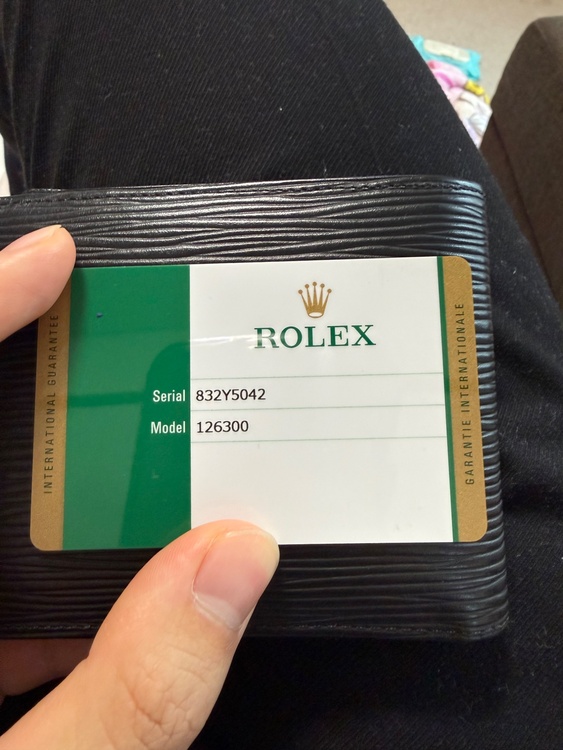 INTERNATIONAL GUARANTEE
ROLEX
Serial 832Y5042
Model 126300
GARANTIE INTERNATIONALE